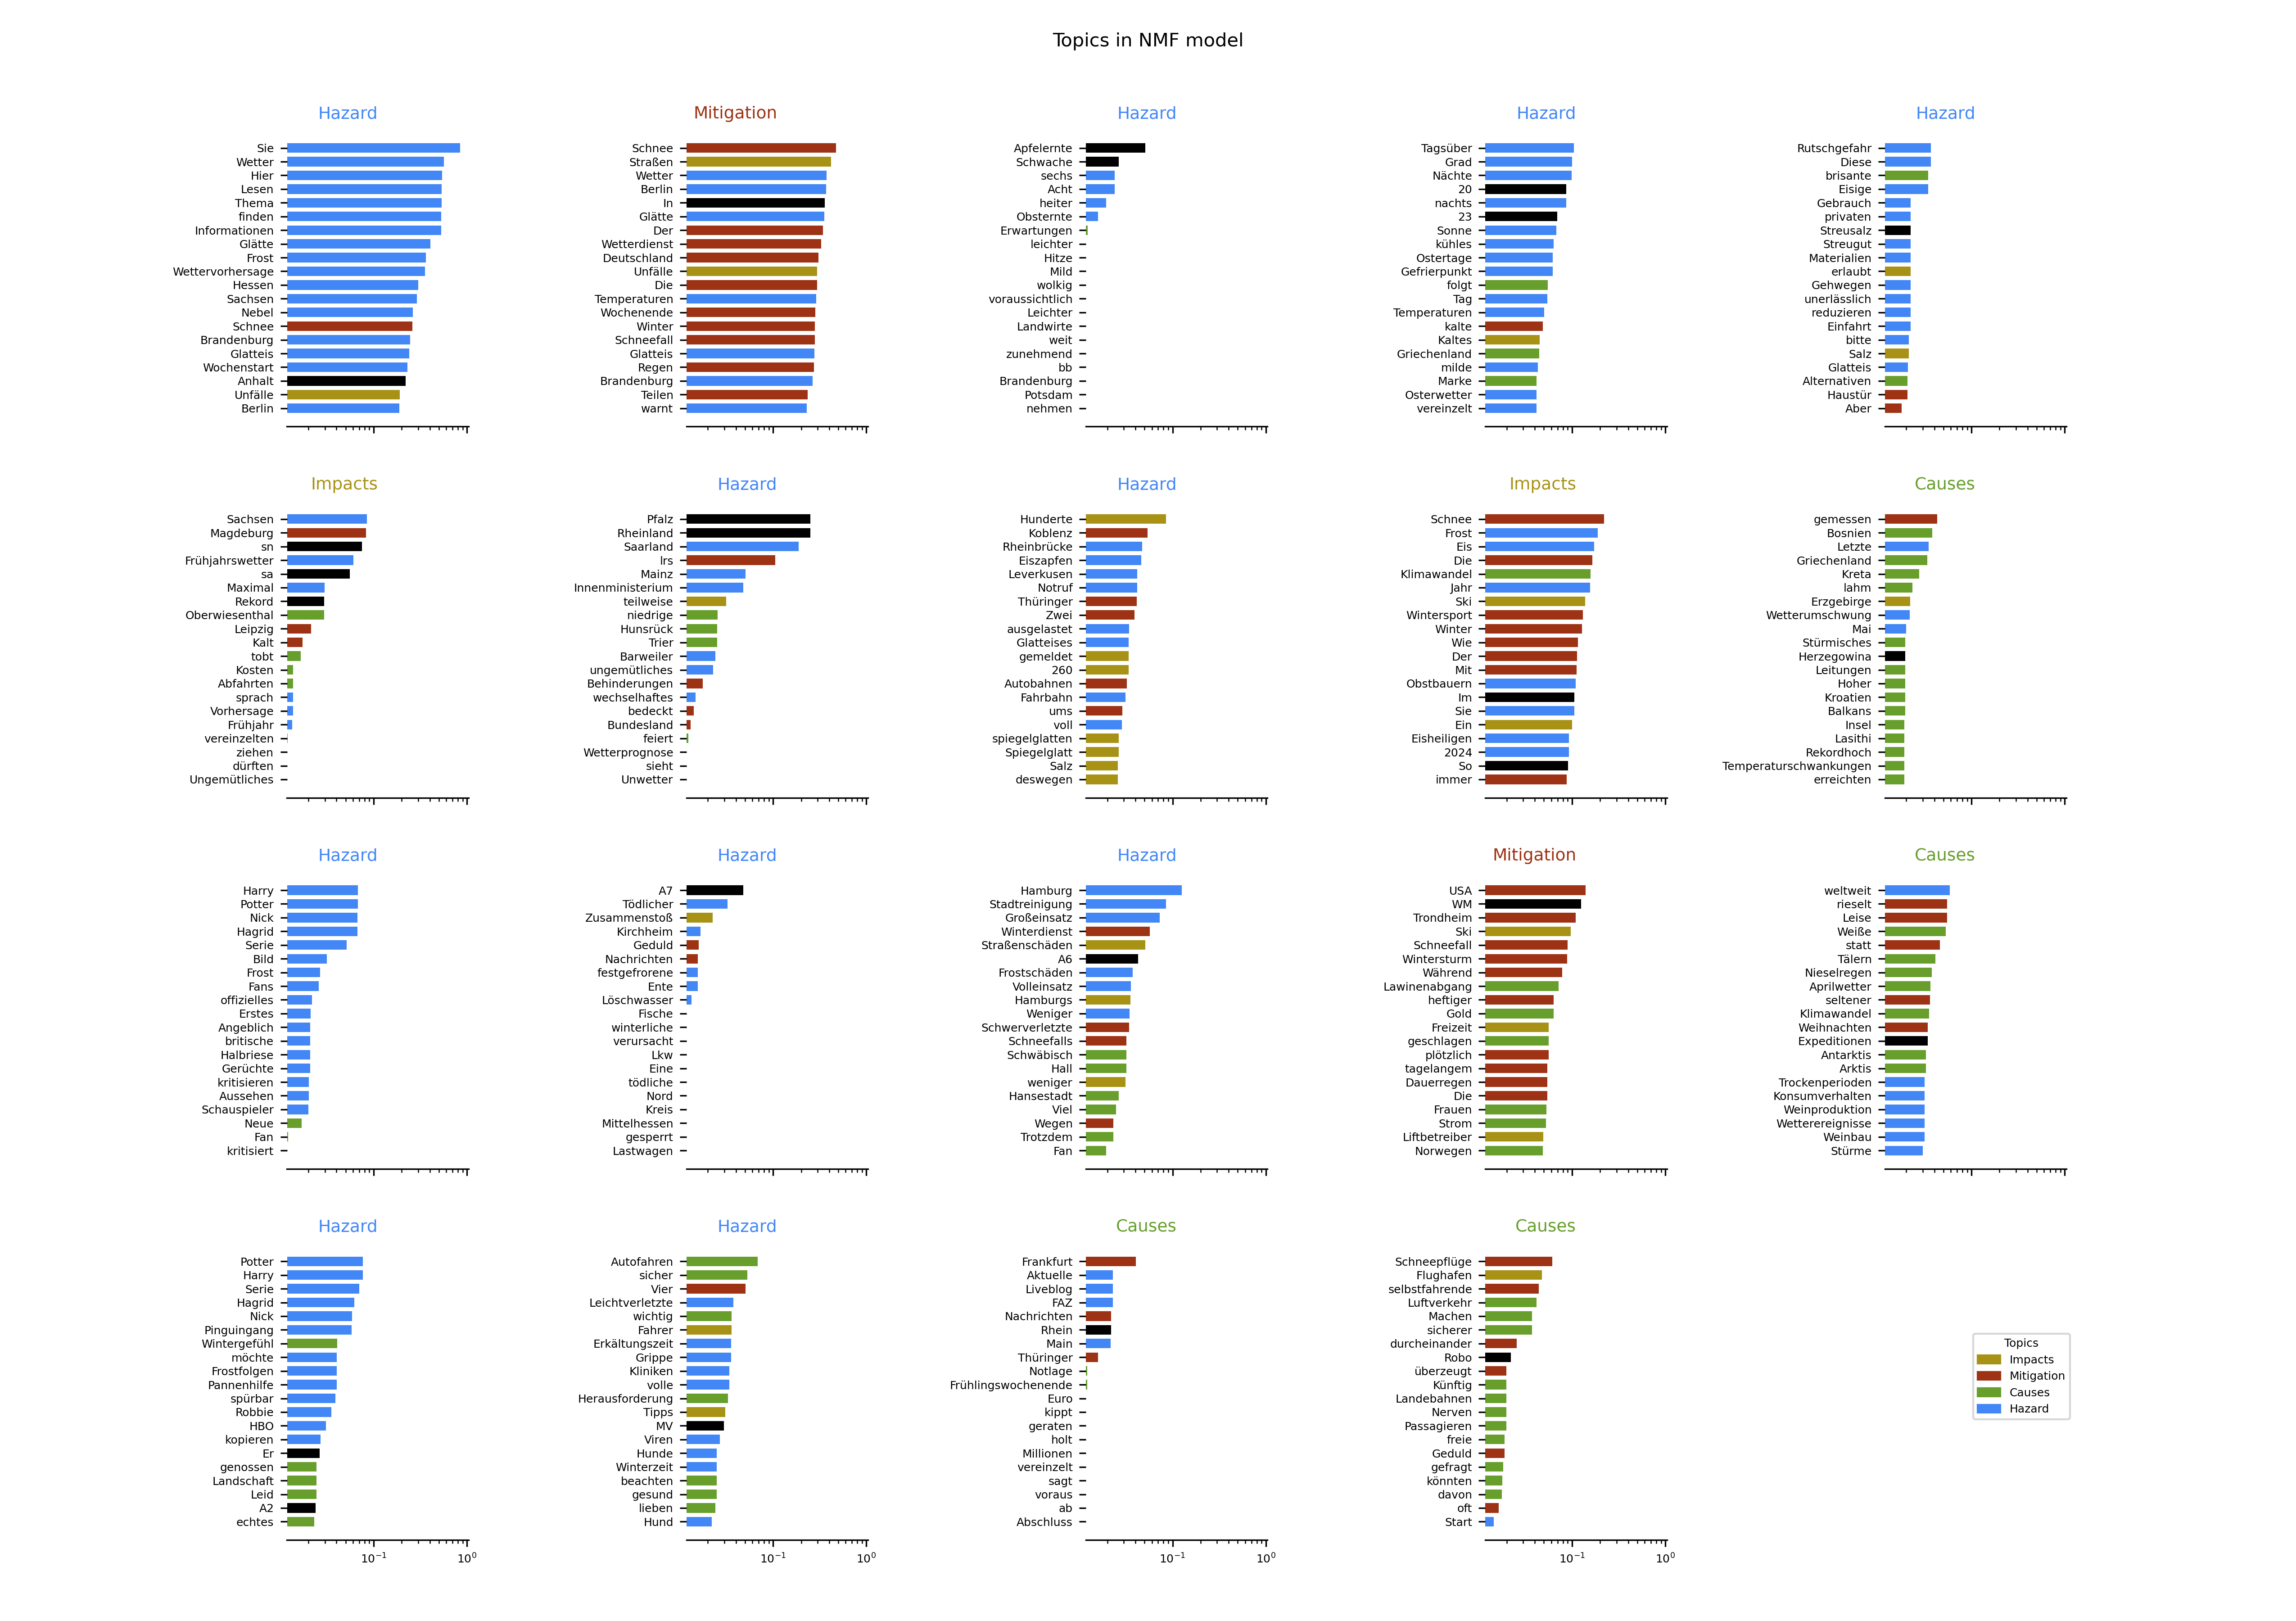 Topics in NMF model
Hazard
Sie
Wetter
Hier
Lesen
Thema
finden
Informationen
Glätte
Frost
Wettervorhersage
Hessen
Sachsen
Nebel
Schnee
Brandenburg
Glatteis
Wochenstart
Anhalt
Unfälle
Berlin
Mitigation
Schnee
Straßen
Wetter
Berlin
In
Glätte
Der
Wetterdienst
Deutschland
Unfälle
Die
Temperaturen
Wochenende
Winter
Schneefall
Glatteis
Regen
Brandenburg
Teilen
warnt
Hazard
Apfelernte
Schwache
sechs
Acht
heiter
Obsternte
Erwartungen
leichter
Hitze
Mild
wolkig
voraussichtlich
Leichter
Landwirte
weit
zunehmend
bb
Brandenburg
Potsdam
nehmen
Hazard
Tagsüber
Grad
Nächte
20
nachts
23
Sonne
kühles
Ostertage
Gefrierpunkt
folgt
Tag
Temperaturen
kalte
Kaltes
Griechenland
milde
Marke
Osterwetter
vereinzelt
Hazard
Rutschgefahr
Diese
brisante
Eisige
Gebrauch
privaten
Streusalz
Streugut
Materialien
erlaubt
Gehwegen
unerlässlich
reduzieren
Einfahrt
bitte
Salz
Glatteis
Alternativen
Haustür
Aber
Impacts
Sachsen
Magdeburg
sn
Frühjahrswetter
sa
Maximal
Rekord
Oberwiesenthal
Leipzig
Kalt
tobt
Kosten
Abfahrten
sprach
Vorhersage
Frühjahr
vereinzelten
ziehen
dürften
Ungemütliches
Hazard
Pfalz
Rheinland
Saarland
lrs
Mainz
Innenministerium
teilweise
niedrige
Hunsrück
Trier
Barweiler
ungemütliches
Behinderungen
wechselhaftes
bedeckt
Bundesland
feiert
Wetterprognose
sieht
Unwetter
Hazard
Hunderte
Koblenz
Rheinbrücke
Eiszapfen
Leverkusen
Notruf
Thüringer
Zwei
ausgelastet
Glatteises
gemeldet
260
Autobahnen
Fahrbahn
ums
voll
spiegelglatten
Spiegelglatt
Salz
deswegen
Impacts
Schnee
Frost
Eis
Die
Klimawandel
Jahr
Ski
Wintersport
Winter
Wie
Der
Mit
Obstbauern
Im
Sie
Ein
Eisheiligen
2024
So
immer
Causes
gemessen
Bosnien
Letzte
Griechenland
Kreta
lahm
Erzgebirge
Wetterumschwung
Mai
Stürmisches
Herzegowina
Leitungen
Hoher
Kroatien
Balkans
Insel
Lasithi
Rekordhoch
Temperaturschwankungen
erreichten
Hazard
Harry
Potter
Nick
Hagrid
Serie
Bild
Frost
Fans
offizielles
Erstes
Angeblich
britische
Halbriese
Gerüchte
kritisieren
Aussehen
Schauspieler
Neue
Fan
kritisiert
Hazard
A7
Tödlicher
Zusammenstoß
Kirchheim
Geduld
Nachrichten
festgefrorene
Ente
Löschwasser
Fische
winterliche
verursacht
Lkw
Eine
tödliche
Nord
Kreis
Mittelhessen
gesperrt
Lastwagen
Hazard
Hamburg
Stadtreinigung
Großeinsatz
Winterdienst
Straßenschäden
A6
Frostschäden
Volleinsatz
Hamburgs
Weniger
Schwerverletzte
Schneefalls
Schwäbisch
Hall
weniger
Hansestadt
Viel
Wegen
Trotzdem
Fan
Mitigation
USA
WM
Trondheim
Ski
Schneefall
Wintersturm
Während
Lawinenabgang
heftiger
Gold
Freizeit
geschlagen
plötzlich
tagelangem
Dauerregen
Die
Frauen
Strom
Liftbetreiber
Norwegen
Causes
weltweit
rieselt
Leise
Weiße
statt
Tälern
Nieselregen
Aprilwetter
seltener
Klimawandel
Weihnachten
Expeditionen
Antarktis
Arktis
Trockenperioden
Konsumverhalten
Weinproduktion
Wetterereignisse
Weinbau
Stürme
Hazard
Potter
Harry
Serie
Hagrid
Nick
Pinguingang
Wintergefühl
möchte
Frostfolgen
Pannenhilfe
spürbar
Robbie
HBO
kopieren
Er
genossen
Landschaft
Leid
A2
echtes
10⁻¹ 10⁰
Hazard
Autofahren
sicher
Vier
Leichtverletzte
wichtig
Fahrer
Erkältungszeit
Grippe
Kliniken
volle
Herausforderung
Tipps
MV
Viren
Hunde
Winterzeit
beachten
gesund
lieben
Hund
10⁻¹ 10⁰
Causes
Frankfurt
Aktuelle
Liveblog
FAZ
Nachrichten
Rhein
Main
Thüringer
Notlage
Frühlingswochenende
Euro
kippt
geraten
holt
Millionen
vereinzelt
sagt
voraus
ab
Abschluss
10⁻¹ 10⁰
Causes
Schneepflüge
Flughafen
selbstfahrende
Luftverkehr
Machen
sicherer
durcheinander
Robo
überzeugt
Künftig
Landebahnen
Nerven
Passagieren
freie
Geduld
gefragt
könnten
davon
oft
Start
10⁻¹ 10⁰
Topics
Impacts
Mitigation
Causes
Hazard